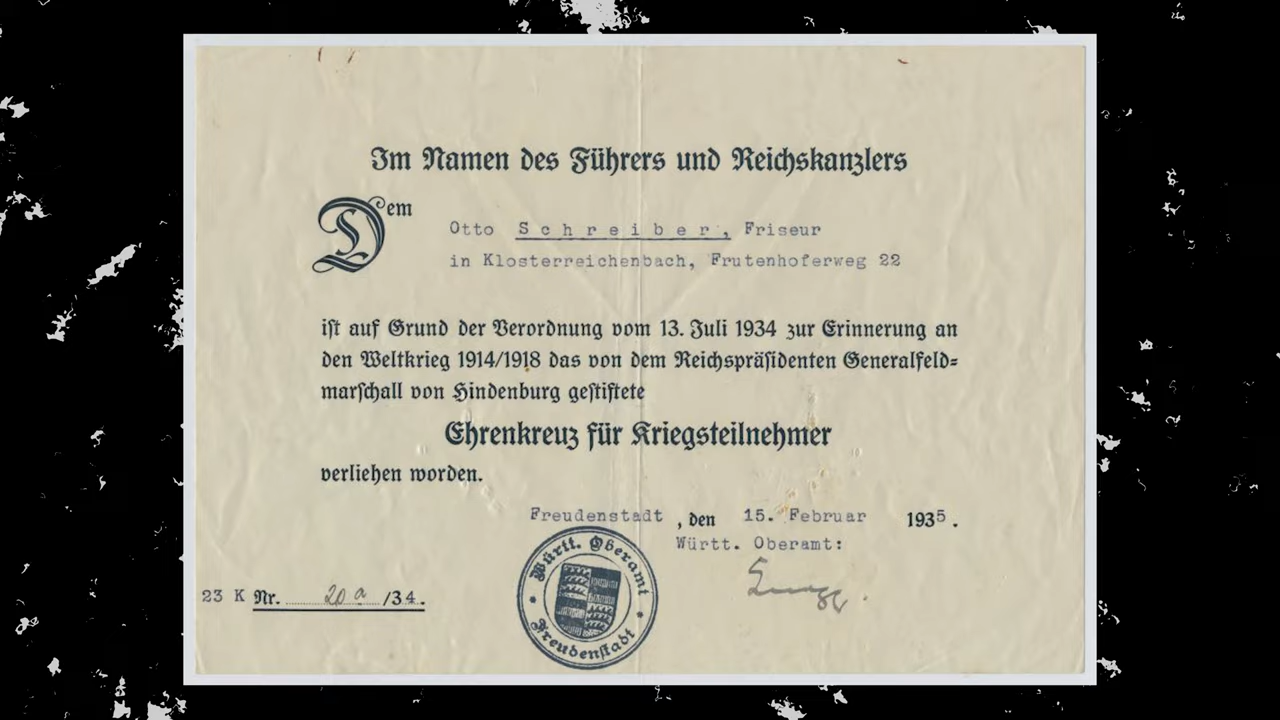 Im Namen des Führers und Reichskanzlers
Dem
Otto Schreiber, Friseur
in Klosterreichenbach, Frutenhoferweg 22
ist auf Grund der Verordnung vom 13. Juli 1934 zur Erinnerung an
den Weltkrieg 1914/1918 das von dem Reichspräsidenten Generalfeld=
marschall von Hindenburg gestiftete
Ehrenkreuz für Kriegsteilnehmer
verliehen worden.
Freudenstadt, den 15. Februar 1935.
Württ. Oberamt:
Württ. Oberamt
Freudenstadt
23 K Nr. 20 a /34.